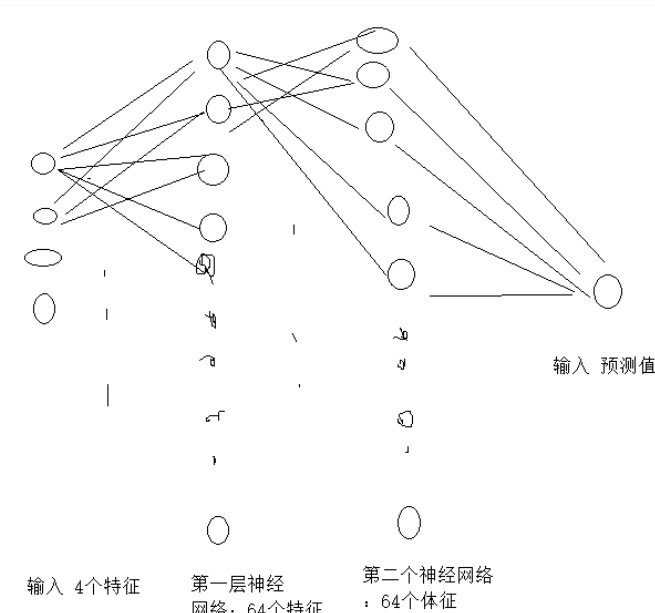 输入 预测值
输入 4个特征
第一层神经
网络：64个特征
第二个神经网络
：64个体征